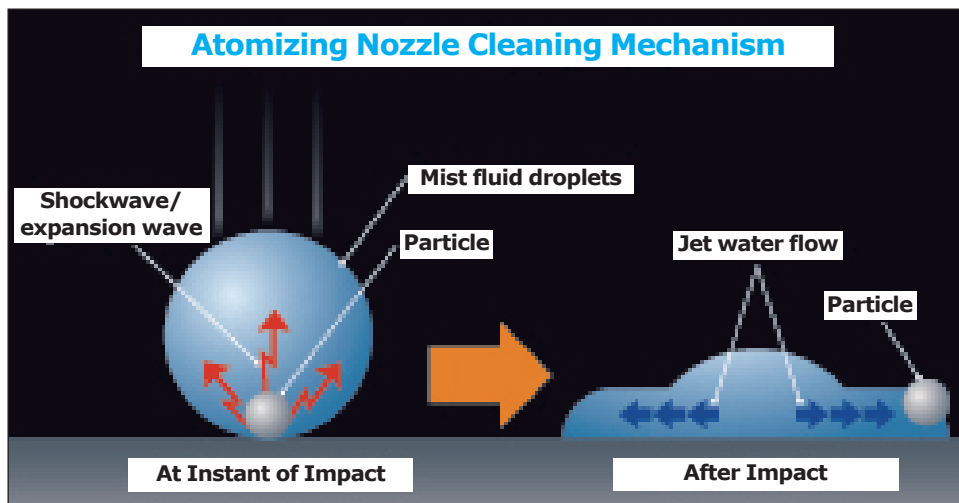 Atomizing Nozzle Cleaning Mechanism
Mist fluid droplets
Shockwave/
expansion wave
Particle
Jet water flow
Particle
At Instant of Impact
After Impact